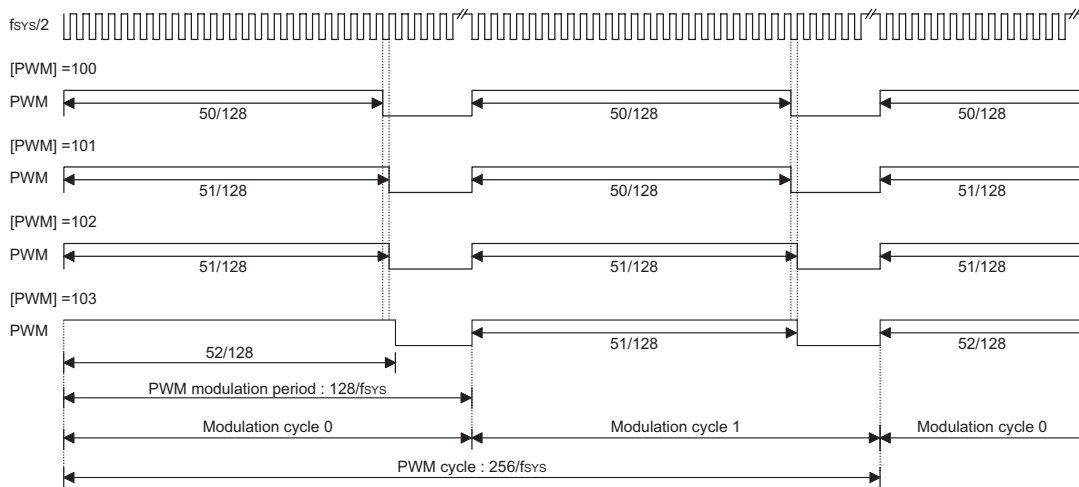 fSYS/2
[PWM] =100
PWM
50/128 50/128 50/128
[PWM] =101
PWM
51/128 50/128 51/128
[PWM] =102
PWM
51/128 51/128 51/128
[PWM] =103
PWM
52/128 51/128 52/128
PWM modulation period : 128/fSYS
Modulation cycle 0 Modulation cycle 1 Modulation cycle 0
PWM cycle : 256/fSYS